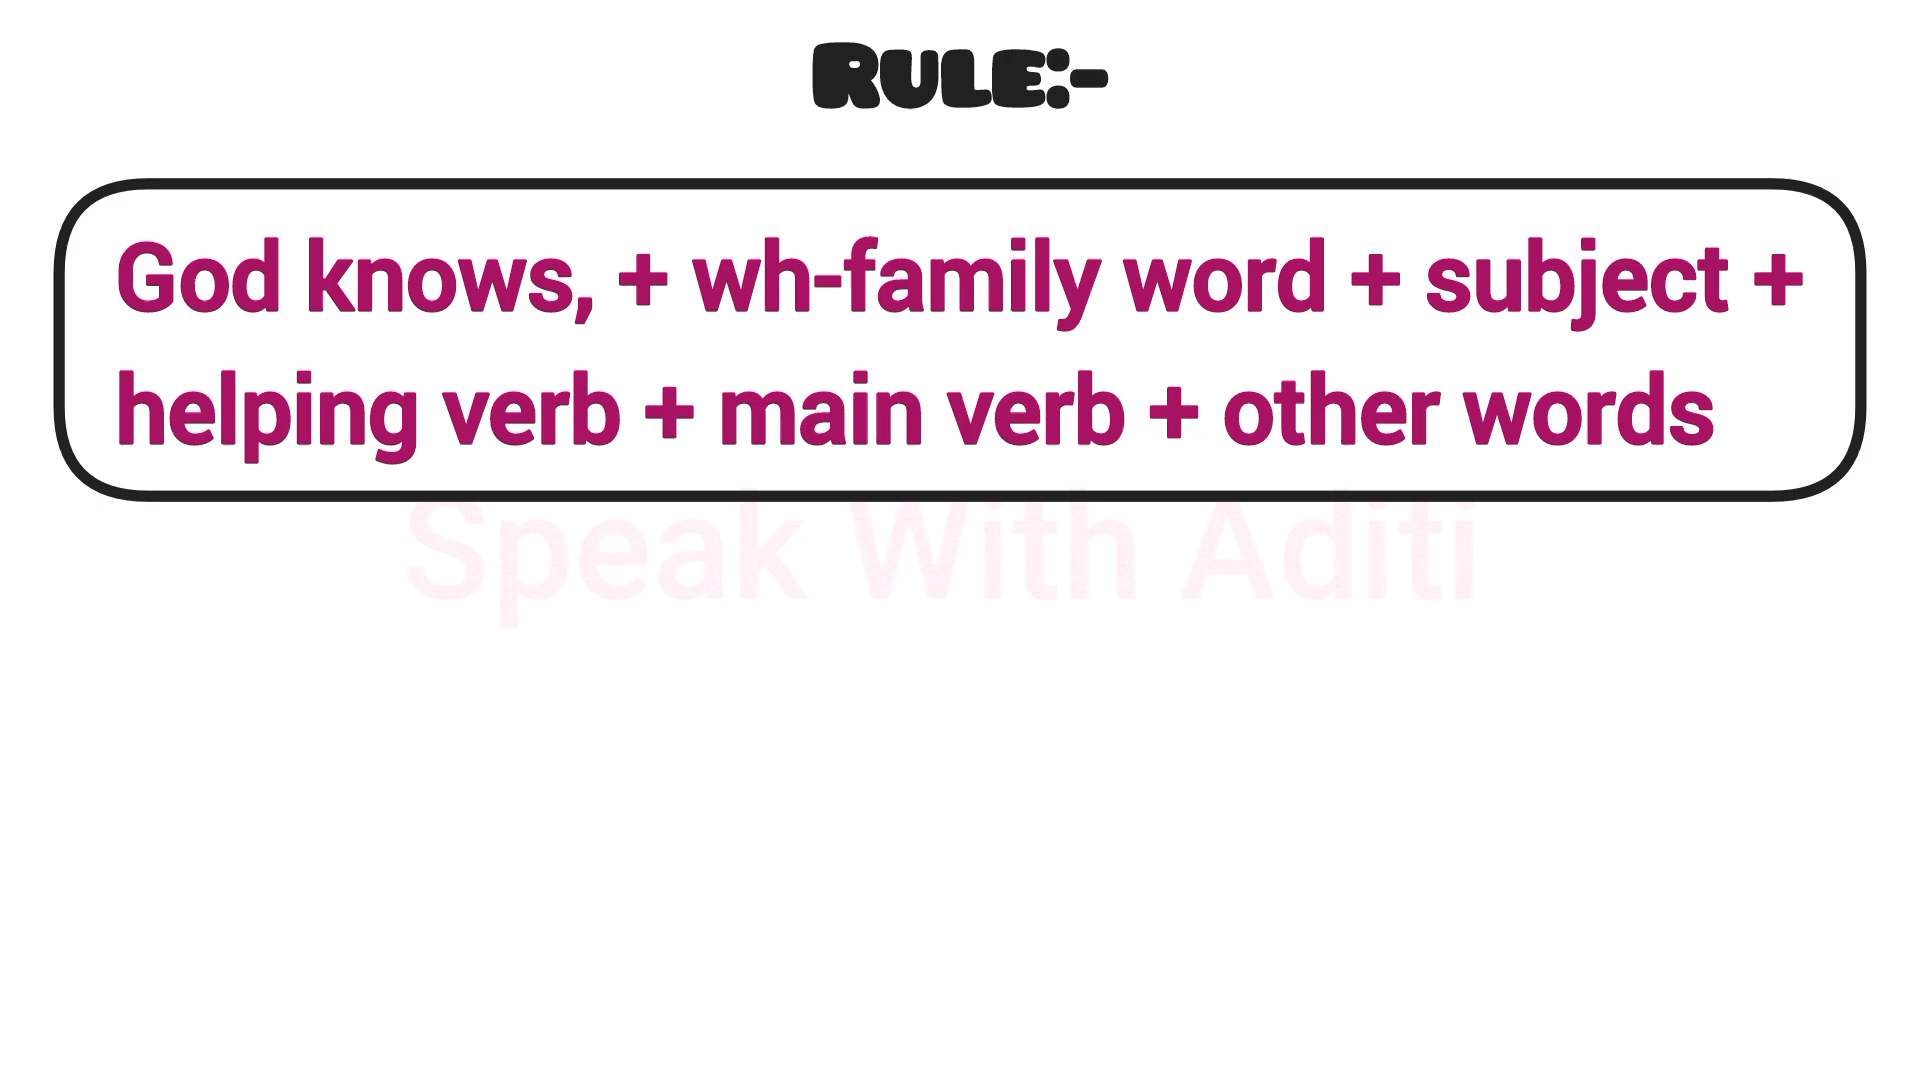 Rule:-
God knows, + wh-family word + subject +
helping verb + main verb + other words
Speak With Aditi